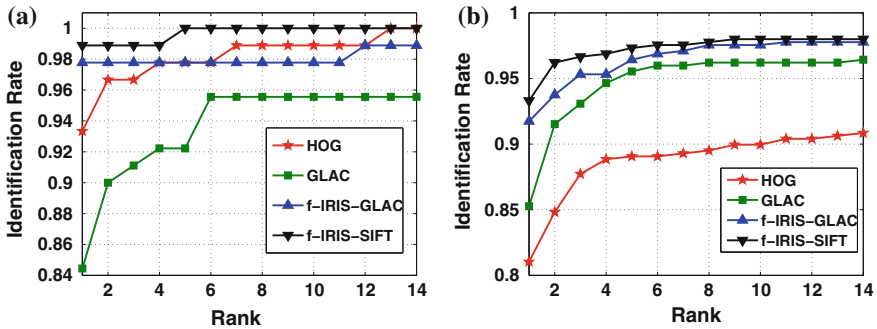 (a)
Identification Rate
1
0.98
0.96
0.94
0.92
0.9
0.88
0.86
0.84
2 4 6 8 10 12 14
Rank
HOG
GLAC
f-IRIS-GLAC
f-IRIS-SIFT
(b)
Identification Rate
1
0.95
0.9
0.85
0.8
2 4 6 8 10 12 14
Rank
HOG
GLAC
f-IRIS-GLAC
f-IRIS-SIFT